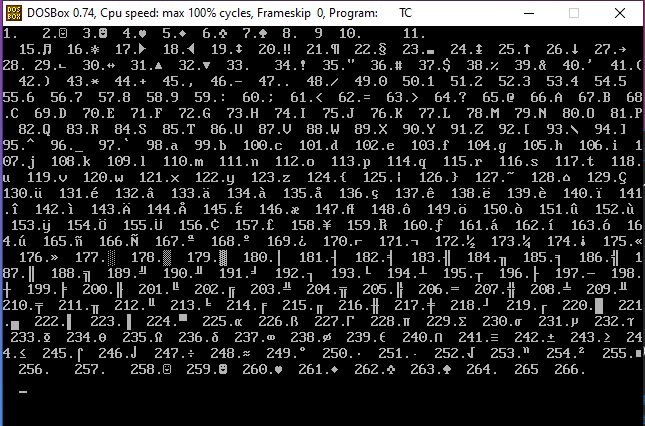 DOSBox 0.74, Cpu speed: max 100% cycles, Frameskip 0, Program: TC
1. 2.☺ 3.☻ 4.♥ 5.♦ 6.♣ 7.♠ 8. 9 10. 11.
15.♫ 16.☼ 17.► 18.◄ 19.↕ 20.‼ 21.¶ 22.§ 23.▬ 24.↨ 25.↑ 26.↓ 27.→
28. 29.∟ 30.↔ 31.▲ 32.▼ 33. 34.! 35." 36.# 37.$ 38.% 39.& 40.' 41.(
42.) 43.* 44.+ 45., 46.- 47.. 48./ 49.0 50.1 51.2 52.3 53.4 54.5
55.6 56.7 57.8 58.9 59.: 60.; 61.< 62.= 63.> 64.? 65.@ 66.A 67.B 68
.C 69.D 70.E 71.F 72.G 73.H 74.I 75.J 76.K 77.L 78.M 79.N 80.O 81.P
82.Q 83.R 84.S 85.T 86.U 87.V 88.W 89.X 90.Y 91.Z 92.[ 93.\ 94.]
95.^ 96._ 97.` 98.a 99.b 100.c 101.d 102.e 103.f 104.g 105.h 106.i 1
07.j 108.k 109.l 110.m 111.n 112.o 113.p 114.q 115.r 116.s 117.t 118.
u 119.v 120.w 121.x 122.y 123.z 124.{ 125.¦ 126.} 127.~ 128.⌂ 129.Ç
130.ü 131.é 132.â 133.ä 134.à 135.å 136.ç 137.ê 138.ë 139.è 140.ï 141
.î 142.ì 143.Ä 144.Å 145.É 146.æ 147.Æ 148.ô 149.ö 150.ò 151.û 152.ù
153.ÿ 154.Ö 155.Ü 156.¢ 157.£ 158.¥ 159.₧ 160.ƒ 161.á 162.í 163.ó 16
4.ú 165.ñ 166.Ñ 167.ª 168.º 169.¿ 170.⌐ 171.¬ 172.½ 173.¼ 174.¡ 175.«
176.» 177.░ 178.▒ 179.▓ 180.│ 181.┤ 182.╡ 183.╢ 184.╖ 185.╕ 186.╣ 1
87.║ 188.╗ 189.╝ 190.╜ 191.╛ 192.┐ 193.└ 194.┴ 195.┬ 196.├ 197.─ 198.
┼ 199.╞ 200.╟ 201.╚ 202.╔ 203.╩ 204.╦ 205.╠ 206.═ 207.╬ 208.╧ 209.╨
210.╤ 211.╥ 212.╙ 213.╘ 214.╒ 215.╓ 216.╫ 217.╪ 218.┘ 219.┌ 220.█ 221
.▄ 222.▌ 223.▐ 224.▀ 225.α 226.ß 227.Γ 228.π 229.Σ 230.σ 231.µ 232.τ
233.Φ 234.Θ 235.Ω 236.δ 237.∞ 238.φ 239.ε 240.∩ 241.≡ 242.± 243.≥ 24
4.≤ 245.⌠ 246.⌡ 247.÷ 248.≈ 249.° 250.∙ 251.· 252.√ 253.ⁿ 254.² 255.■
256. 257. 258.☺ 259.☻ 260.♥ 261.♦ 262.♣ 263.♠ 264. 265 266.